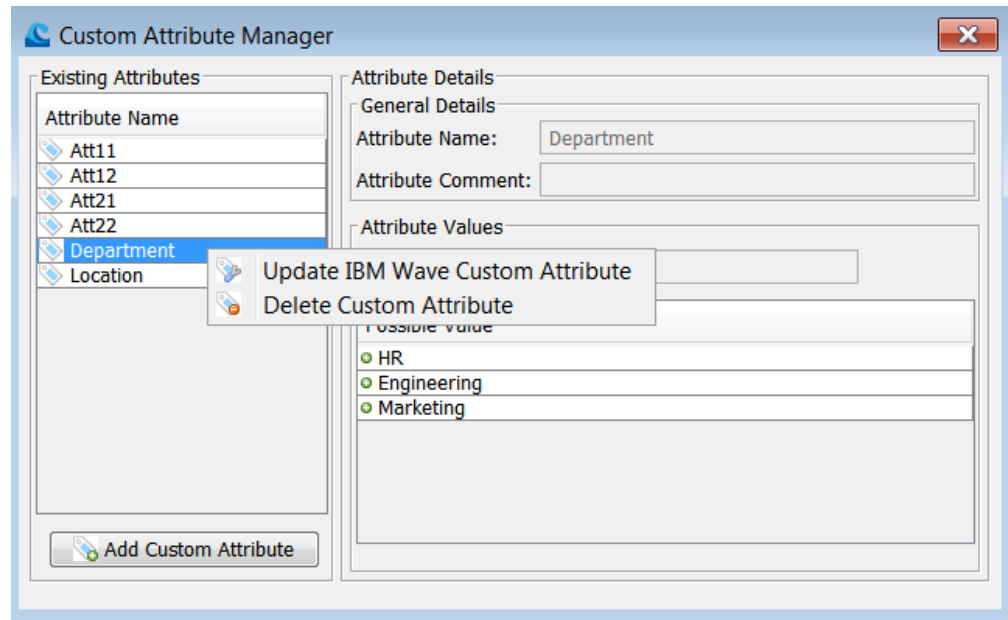 Custom Attribute Manager
Existing Attributes
Attribute Name
Att11
Att12
Att21
Att22
Department
Location
Add Custom Attribute
Update IBM Wave Custom Attribute
Delete Custom Attribute
Attribute Details
General Details
Attribute Name: Department
Attribute Comment:
Attribute Values
Possible Value
HR
Engineering
Marketing